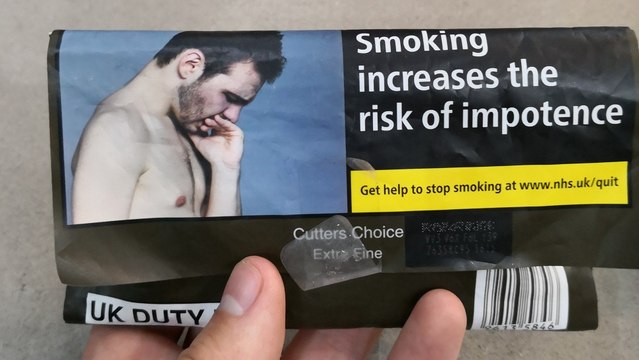 Smoking
increases the
risk of impotence
Get help to stop smoking at www.nhs.uk/quit
Cutters Choice
Extra Fine
UK DUTY